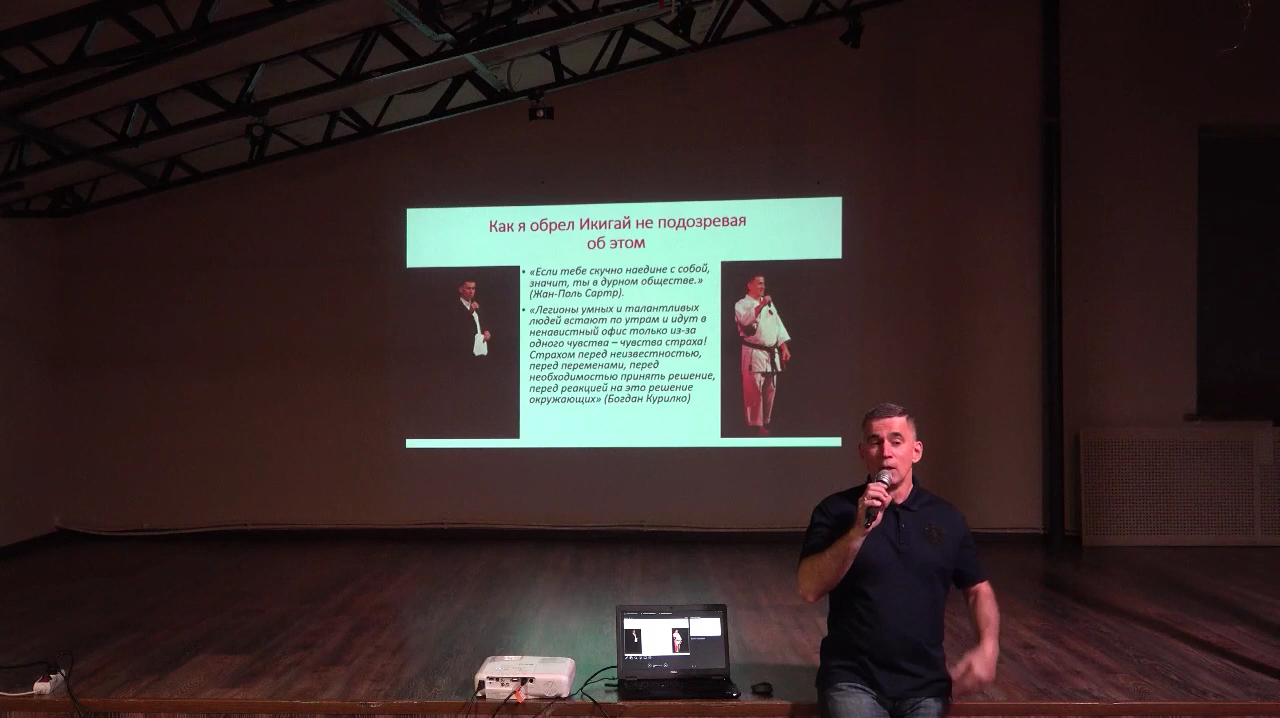 Как я обрел Икигай не подозревая
об этом
• «Если тебе скучно наедине с собой,
значит, ты в дурном обществе.»
(Жан-Поль Сартр).
• «Легионы умных и талантливых
людей встают по утрам и идут в
ненавистный офис только из-за
одного чувства – чувства страха!
Страхом перед неизвестностью,
перед переменами, перед
необходимостью принять решение,
перед реакцией на это решение
окружающих» (Богдан Курилко)